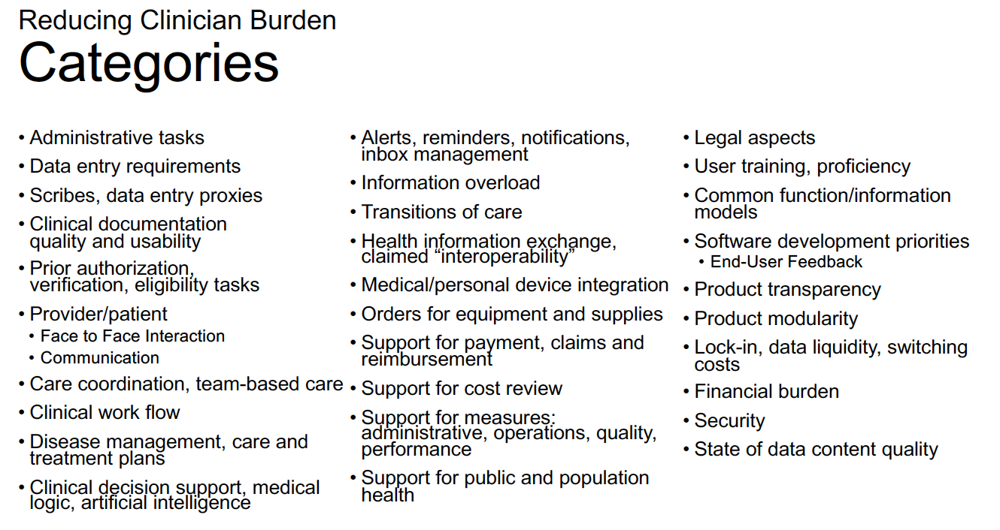 Reducing Clinician Burden
Categories
• Administrative tasks
• Data entry requirements
• Scribes, data entry proxies
• Clinical documentation
quality and usability
• Prior authorization,
verification, eligibility tasks
• Provider/patient
• Face to Face Interaction
• Communication
• Care coordination, team-based care
• Clinical work flow
• Disease management, care and
treatment plans
• Clinical decision support, medical
logic, artificial intelligence
• Alerts, reminders, notifications,
inbox management
• Information overload
• Transitions of care
• Health information exchange,
claimed “interoperability”
• Medical/personal device integration
• Orders for equipment and supplies
• Support for payment, claims and
reimbursement
• Support for cost review
• Support for measures:
administrative, operations, quality,
performance
• Support for public and population
health
• Legal aspects
• User training, proficiency
• Common function/information
models
• Software development priorities
• End-User Feedback
• Product transparency
• Product modularity
• Lock-in, data liquidity, switching
costs
• Financial burden
• Security
• State of data content quality